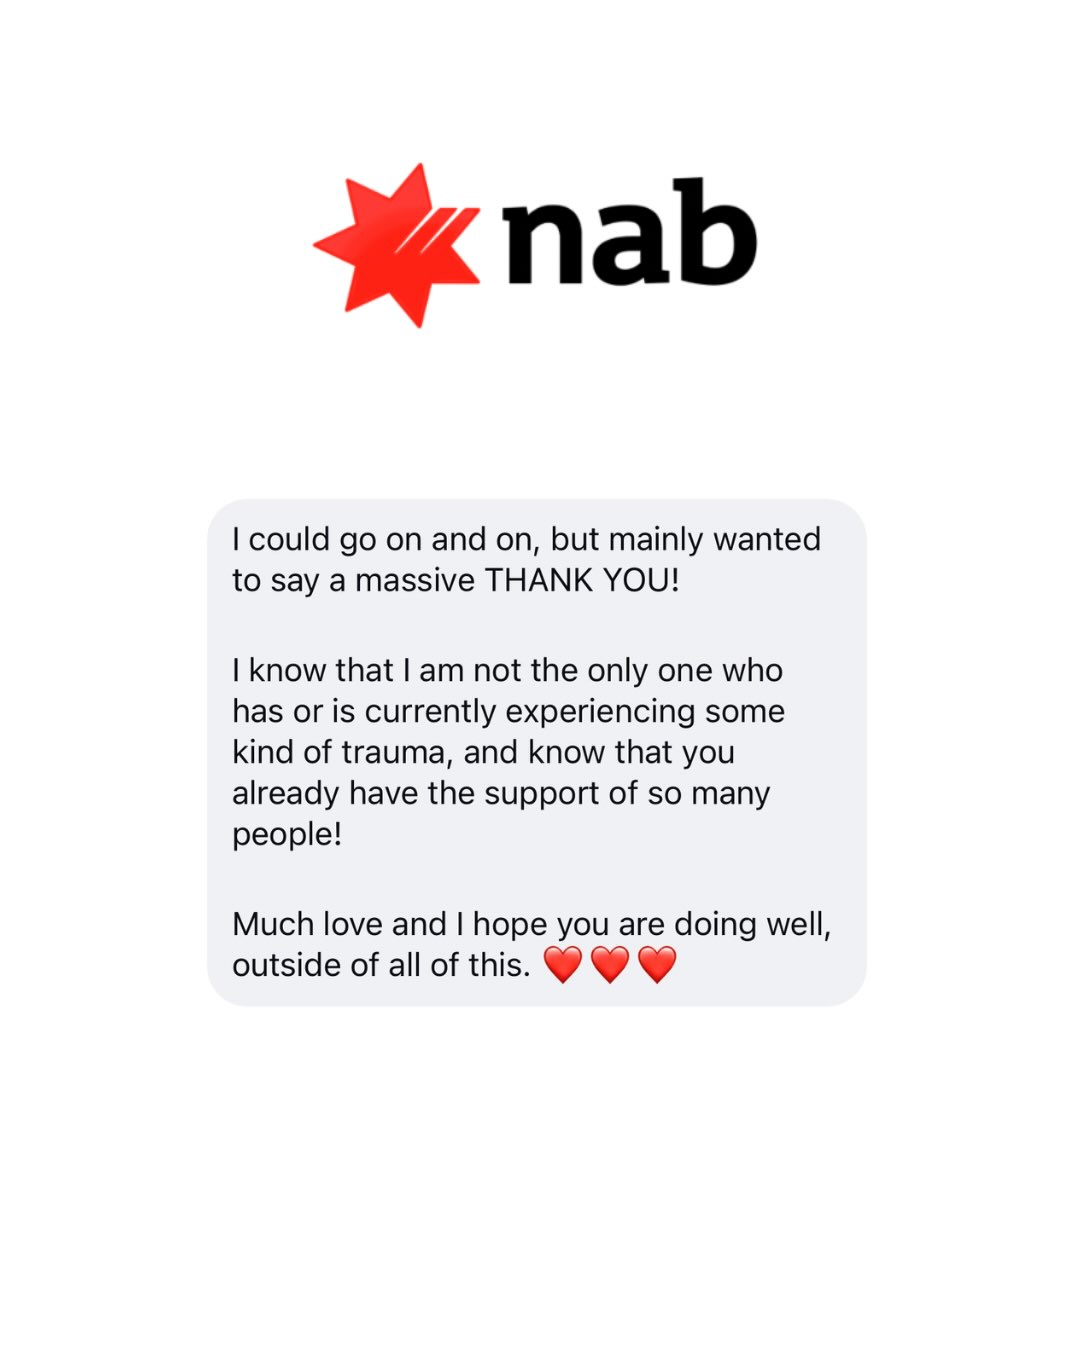 nab
I could go on and on, but mainly wanted
to say a massive THANK YOU!
I know that I am not the only one who
has or is currently experiencing some
kind of trauma, and know that you
already have the support of so many
people!
Much love and I hope you are doing well,
outside of all of this. ❤️❤️❤️